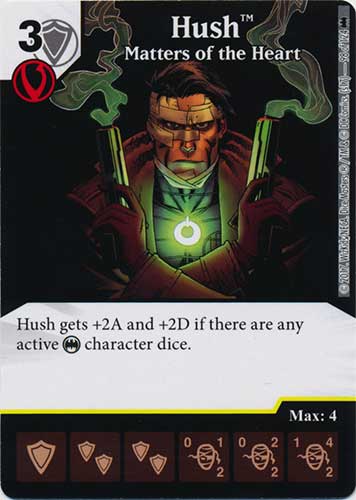 3
Hush™
Matters of the Heart
Hush gets +2A and +2D if there are any
active character dice.
Max: 4
0 1 2
0 2 2
1 4 2